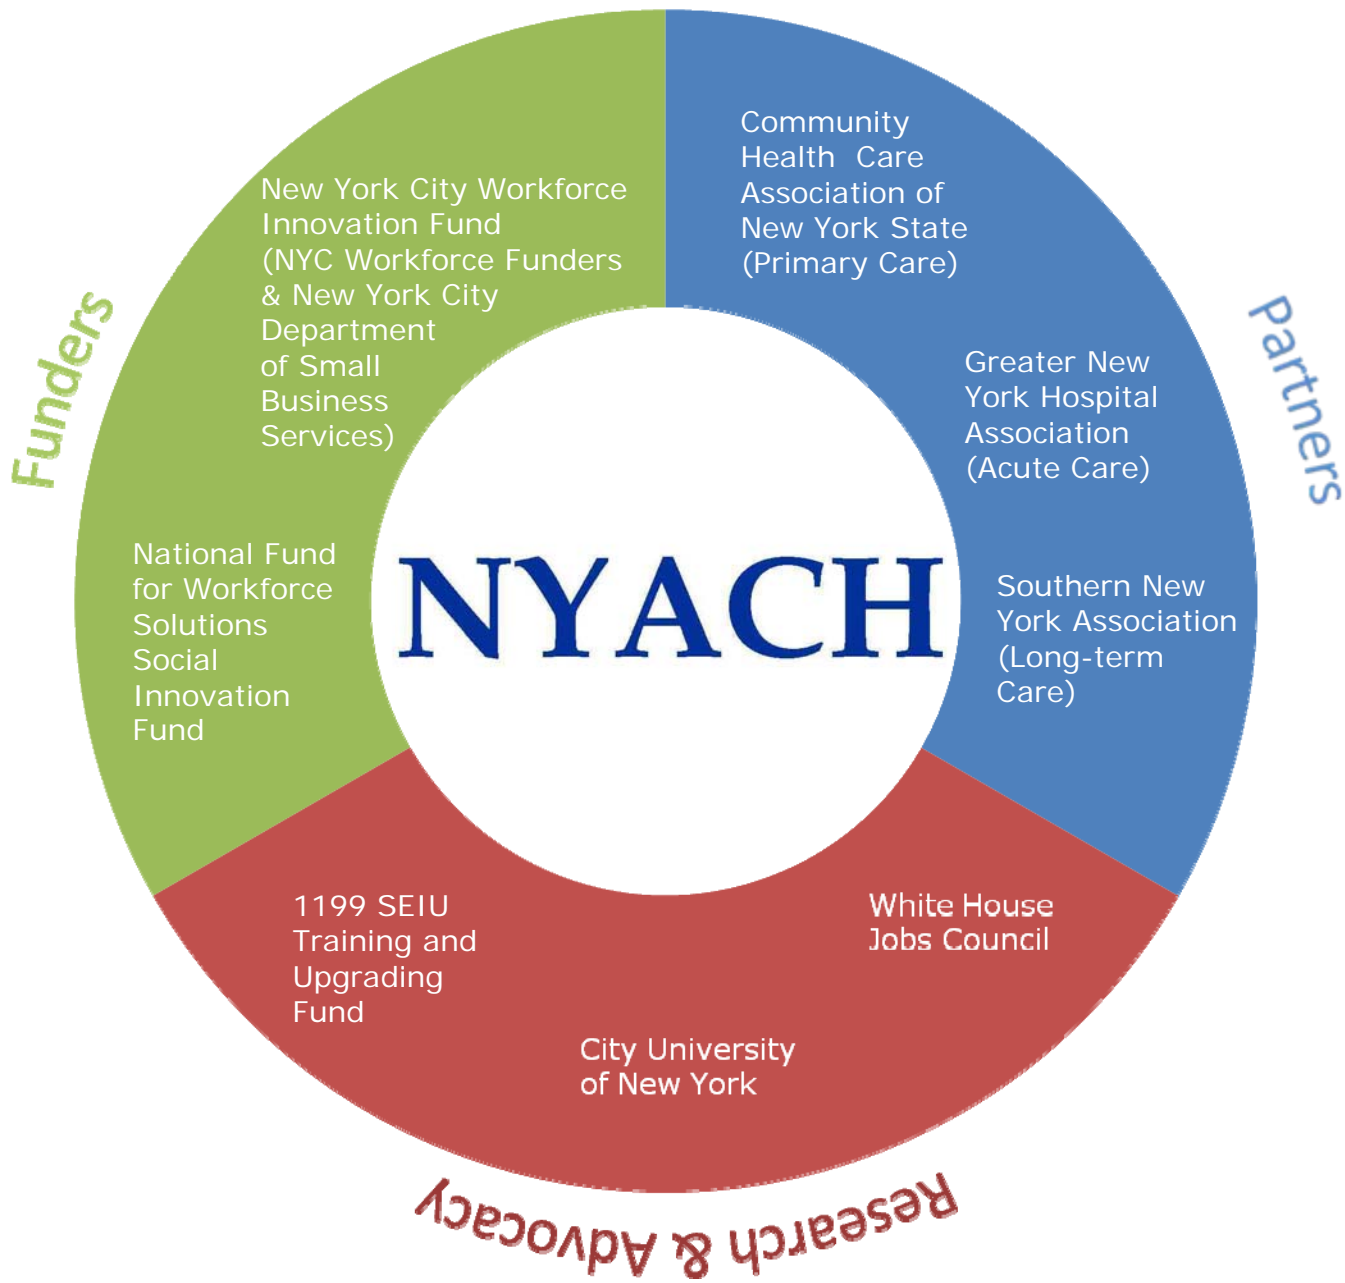 Funders
New York City Workforce
Innovation Fund
(NYC Workforce Funders
& New York City
Department
of Small
Business
Services)
National Fund
for Workforce
Solutions
Social
Innovation
Fund
Partners
Community
Health Care
Association of
New York State
(Primary Care)
Greater New
York Hospital
Association
(Acute Care)
Southern New
York Association
(Long-term
Care)
NYACH
1199 SEIU
Training and
Upgrading
Fund
City University
of New York
White House
Jobs Council
Research & Advocacy